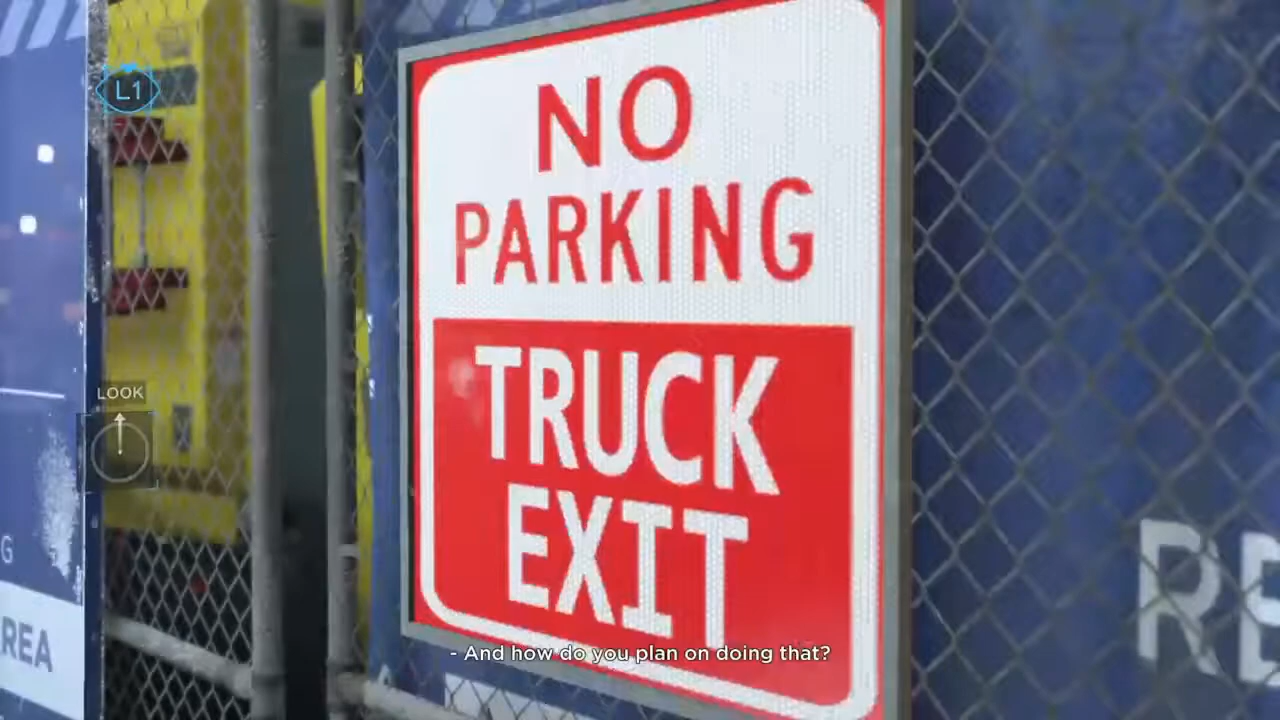 L1
NO
PARKING
TRUCK
EXIT
LOOK
G
REA
RE
- And how do you plan on doing that?